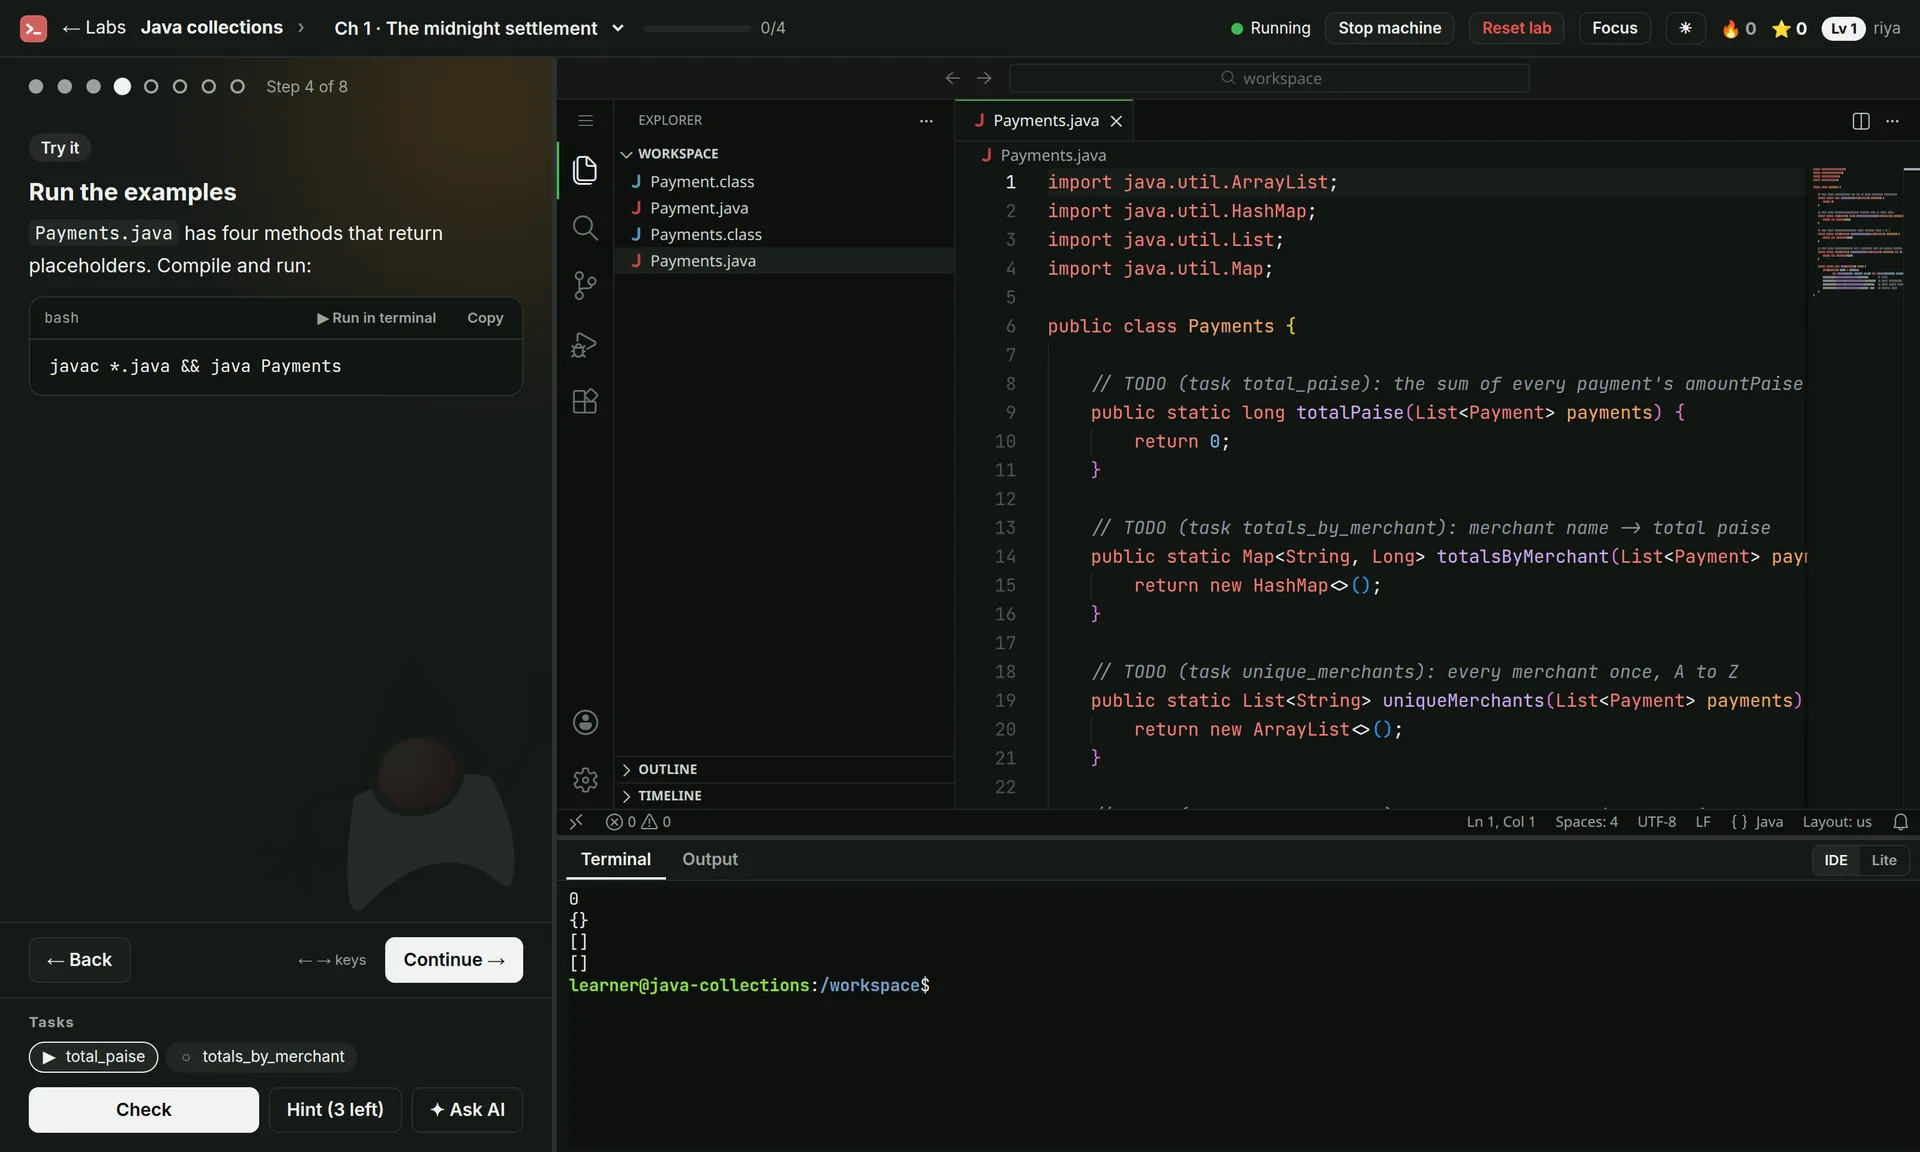 ← Labs Java collections › Ch 1 · The midnight settlement 0/4 Running Stop machine Reset lab Focus 0 0 Lv 1 riya
Step 4 of 8
Try it
Run the examples
Payments.java has four methods that return
placeholders. Compile and run:
bash ▶ Run in terminal Copy
javac *.java && java Payments
← Back ← → keys Continue →
Tasks
▶ total_paise ○ totals_by_merchant
Check Hint (3 left) ✦ Ask AI
workspace
EXPLORER ···
WORKSPACE
J Payment.class
J Payment.java
J Payments.class
J Payments.java
OUTLINE
TIMELINE
J Payments.java ···
J Payments.java
1 import java.util.ArrayList;
2 import java.util.HashMap;
3 import java.util.List;
4 import java.util.Map;
5
6 public class Payments {
7
8 // TODO (task total_paise): the sum of every payment's amountPaise
9 public static long totalPaise(List<Payment> payments) {
10 return 0;
11 }
12
13 // TODO (task totals_by_merchant): merchant name → total paise
14 public static Map<String, Long> totalsByMerchant(List<Payment> payn
15 return new HashMap<>();
16 }
17
18 // TODO (task unique_merchants): every merchant once, A to Z
19 public static List<String> uniqueMerchants(List<Payment> payments)
20 return new ArrayList<>();
21 }
22
0 0 Ln 1, Col 1 Spaces: 4 UTF-8 LF { } Java Layout: us
Terminal Output IDE Lite
0
{}
[]
[]
learner@java-collections:/workspace$